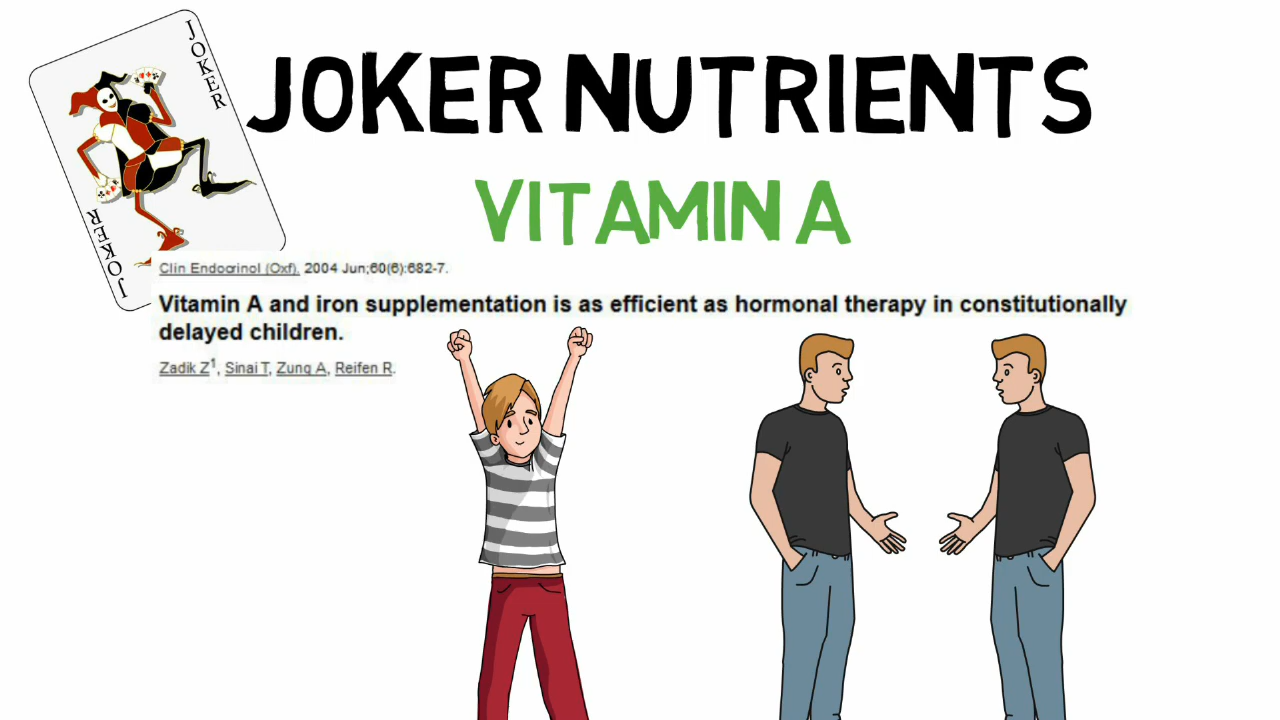 JOKER
JOKER NUTRIENTS
VITAMIN A
JOKER
Clin Endocrinol (Oxf). 2004 Jun;60(6):682-7.
Vitamin A and iron supplementation is as efficient as hormonal therapy in constitutionally
delayed children.
Zadik Z1, Sinai T, Zung A, Reifen R.